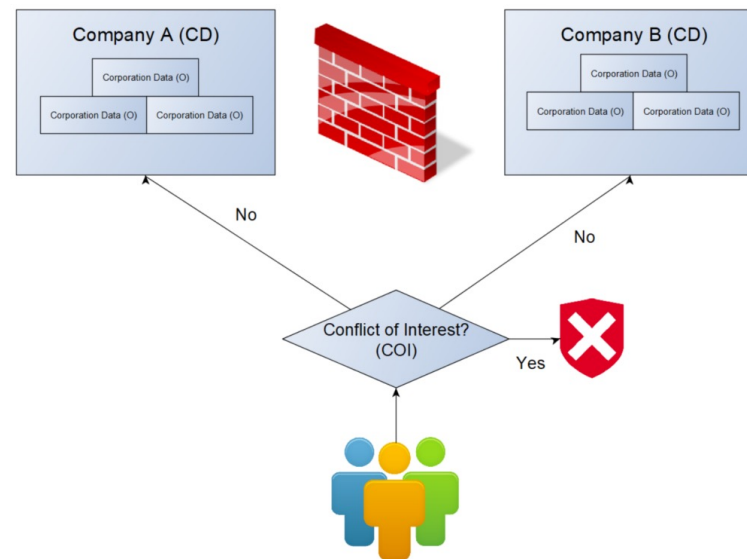 Company A (CD)
Corporation Data (O)
Corporation Data (O)
Corporation Data (O)
Company B (CD)
Corporation Data (O)
Corporation Data (O)
Corporation Data (O)
No
No
Conflict of Interest?
(COI)
Yes